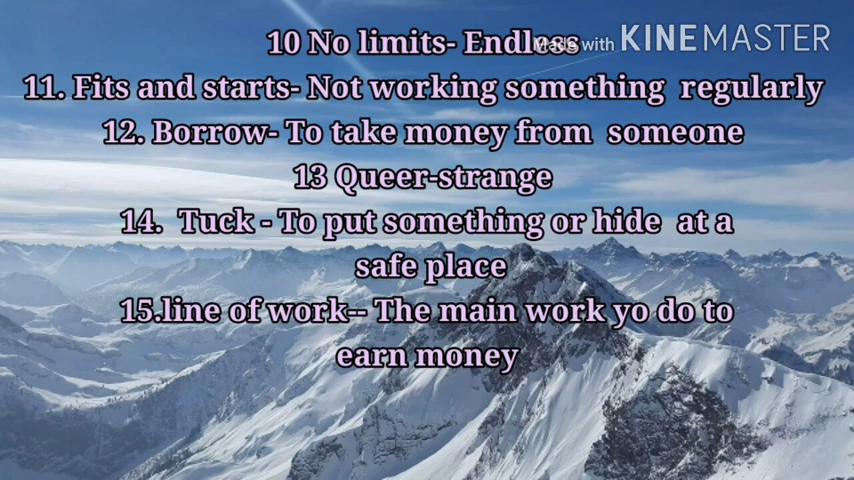 10 No limits- Endless
Made with KINEMASTER
11. Fits and starts- Not working something regularly
12. Borrow- To take money from someone
13 Queer-strange
14. Tuck - To put something or hide at a
safe place
15.line of work-- The main work yo do to
earn money